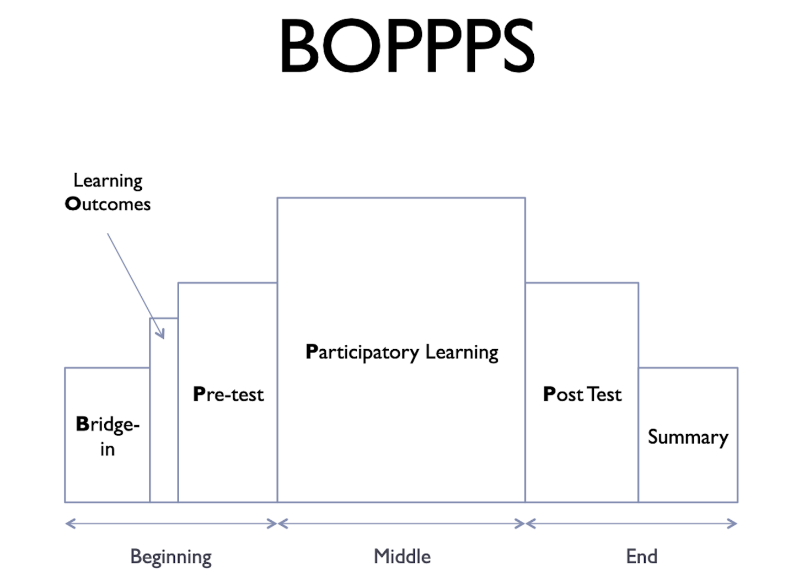 BOPPPS
Learning
Outcomes
Bridge-
in
Pre-test
Participatory Learning
Post Test
Summary
Beginning
Middle
End